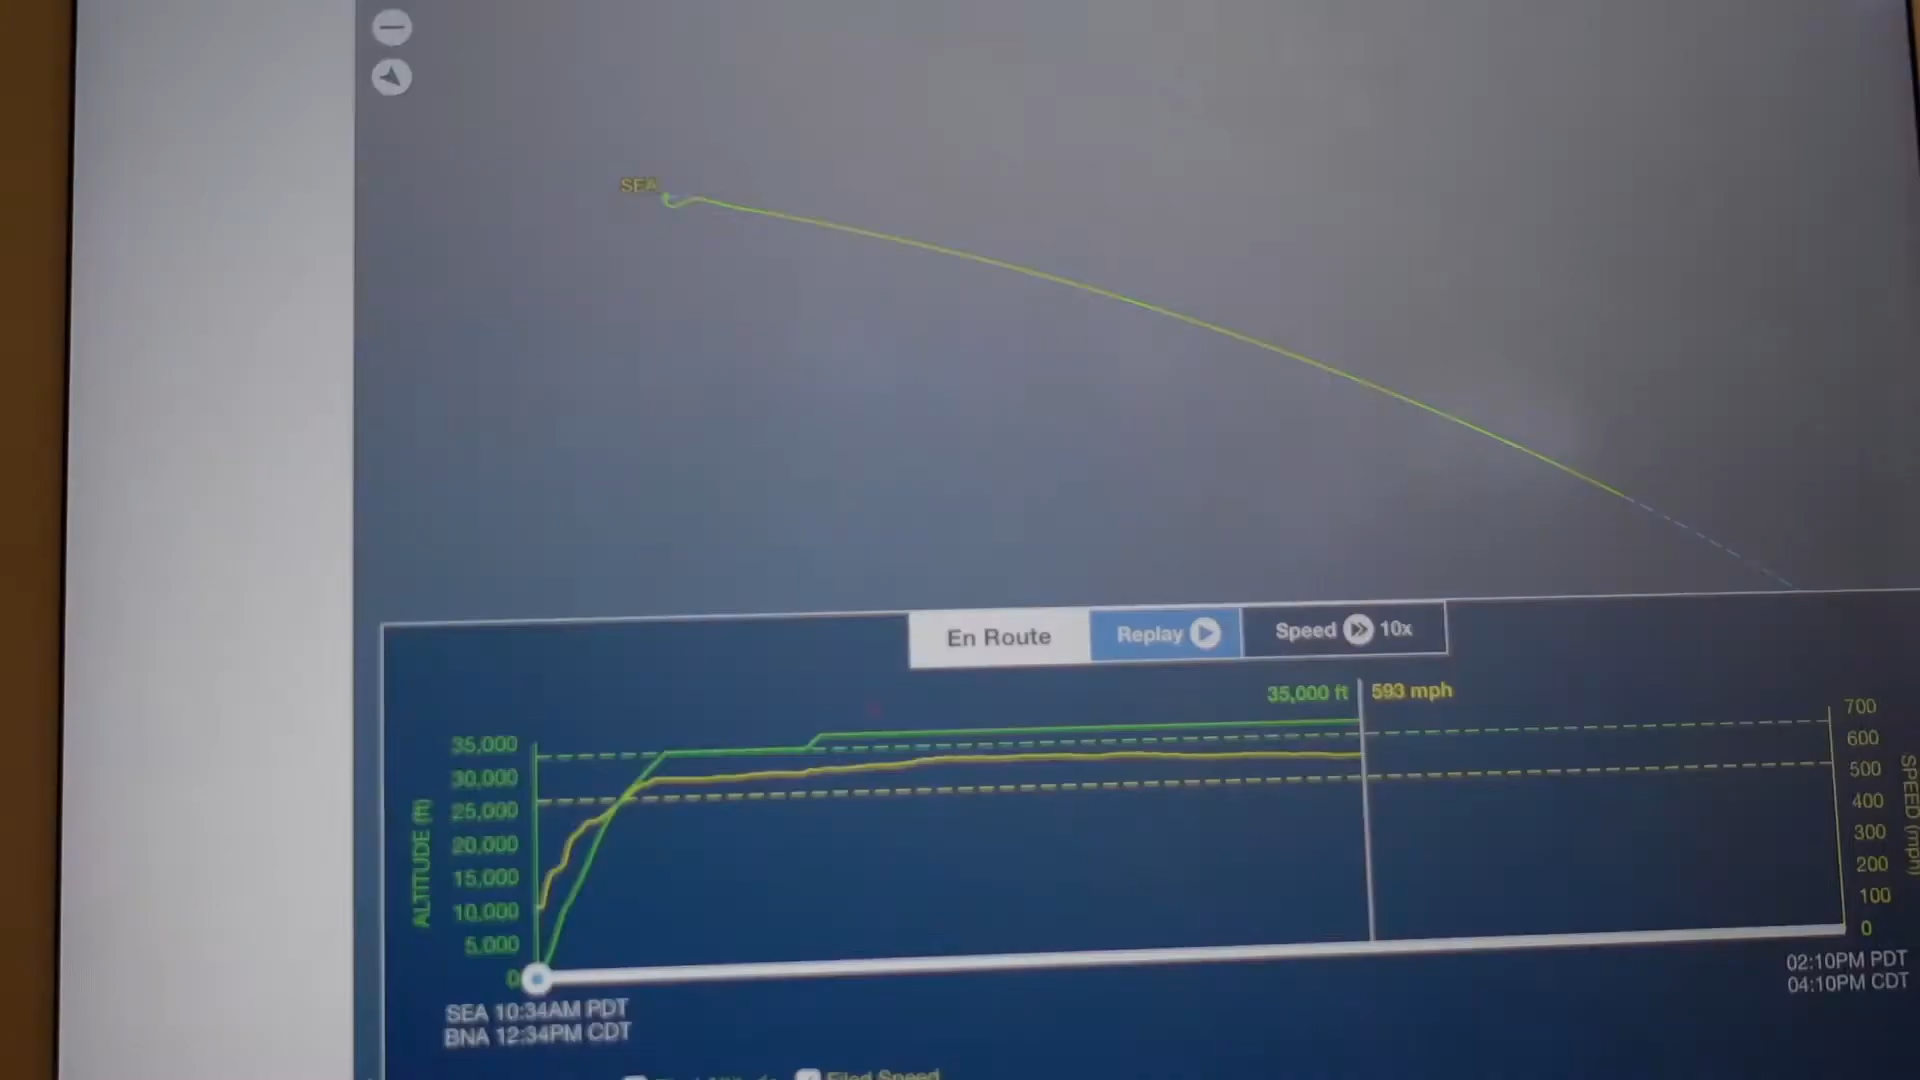 SEA
En Route
Replay
Speed 10x
35,000 ft 593 mph
35,000
30,000
25,000
20,000
15,000
10,000
5,000
0
ALTITUDE (ft)
700
600
500
400
300
200
100
0
SPEED (mph)
SEA 10:34AM PDT
BNA 12:34PM CDT
02:10PM PDT
04:10PM CDT
Filed Speed